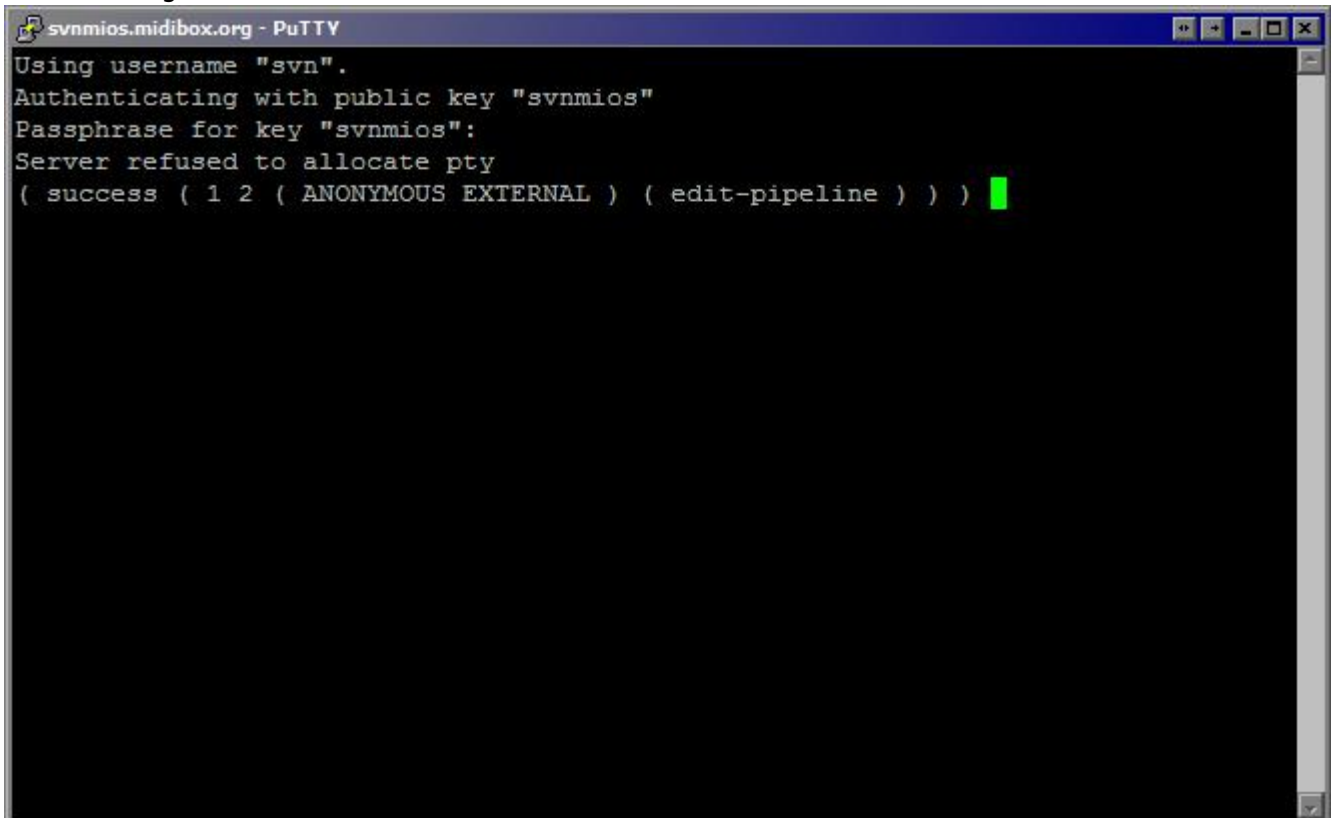 svnmios.midibox.org - PuTTY
Using username "svn".
Authenticating with public key "svnmios"
Passphrase for key "svnmios":
Server refused to allocate pty
( success ( 1 2 ( ANONYMOUS EXTERNAL ) ( edit-pipeline ) ) )